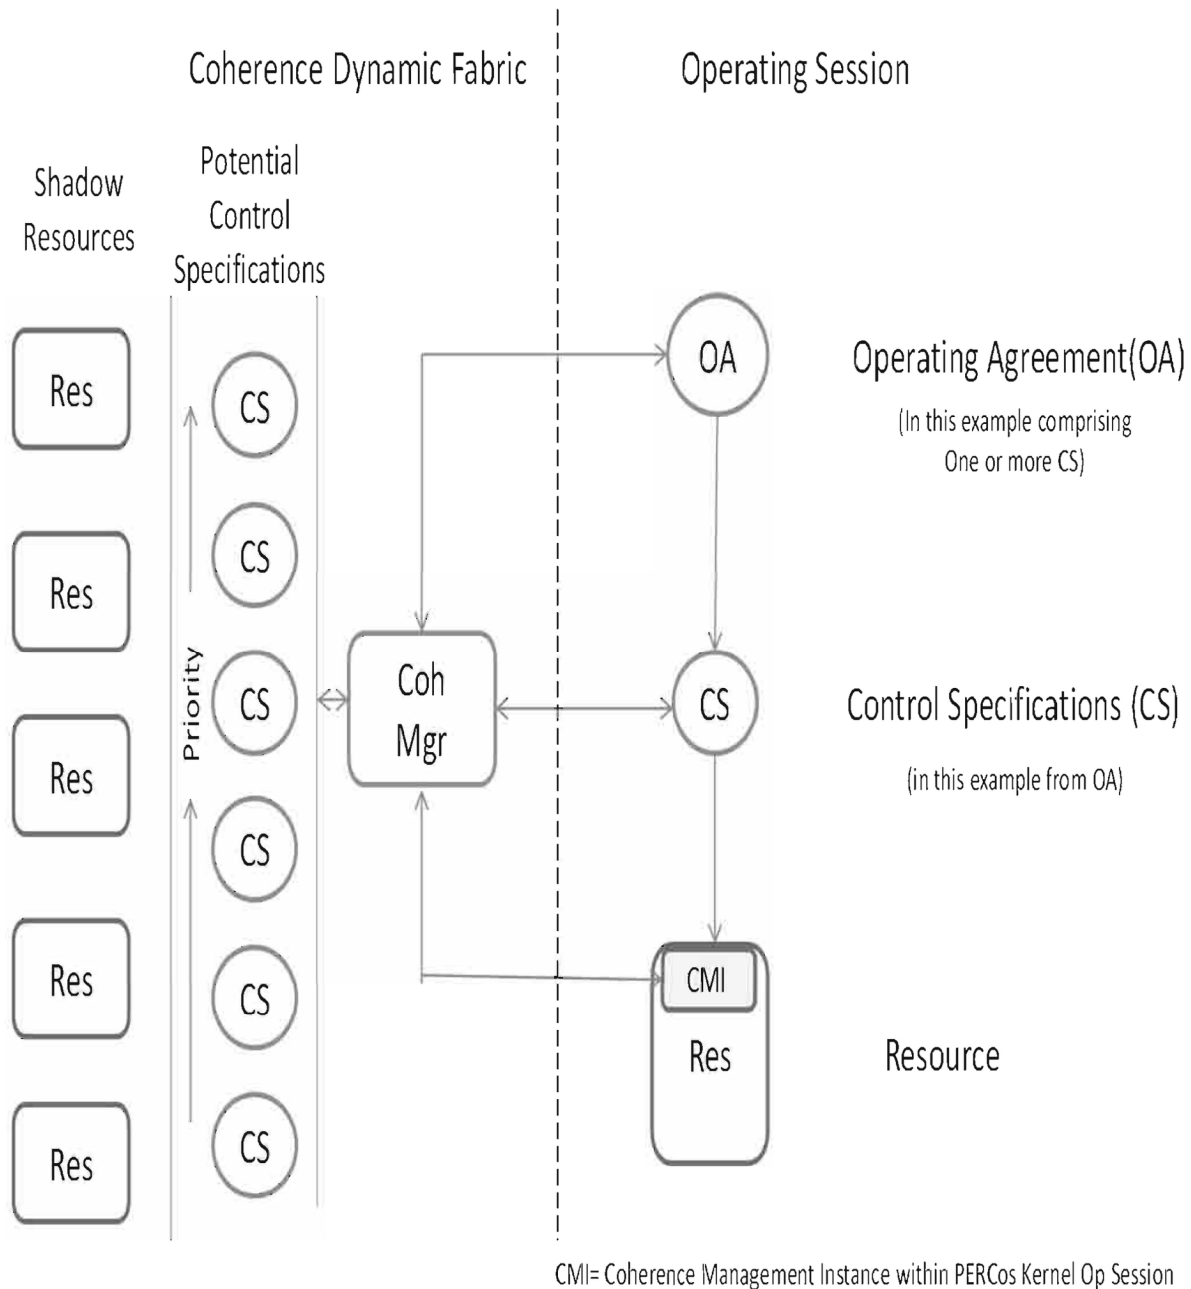 Coherence Dynamic Fabric
Operating Session
Shadow
Resources
Potential
Control
Specifications
Res
Res
Res
Res
Res
Priority
CS
CS
CS
CS
CS
CS
Coh
Mgr
OA
CS
CMI
Res
Operating Agreement(OA)
(In this example comprising
One or more CS)
Control Specifications (CS)
(in this example from OA)
Resource
CMI= Coherence Management Instance within PERCos Kernel Op Session